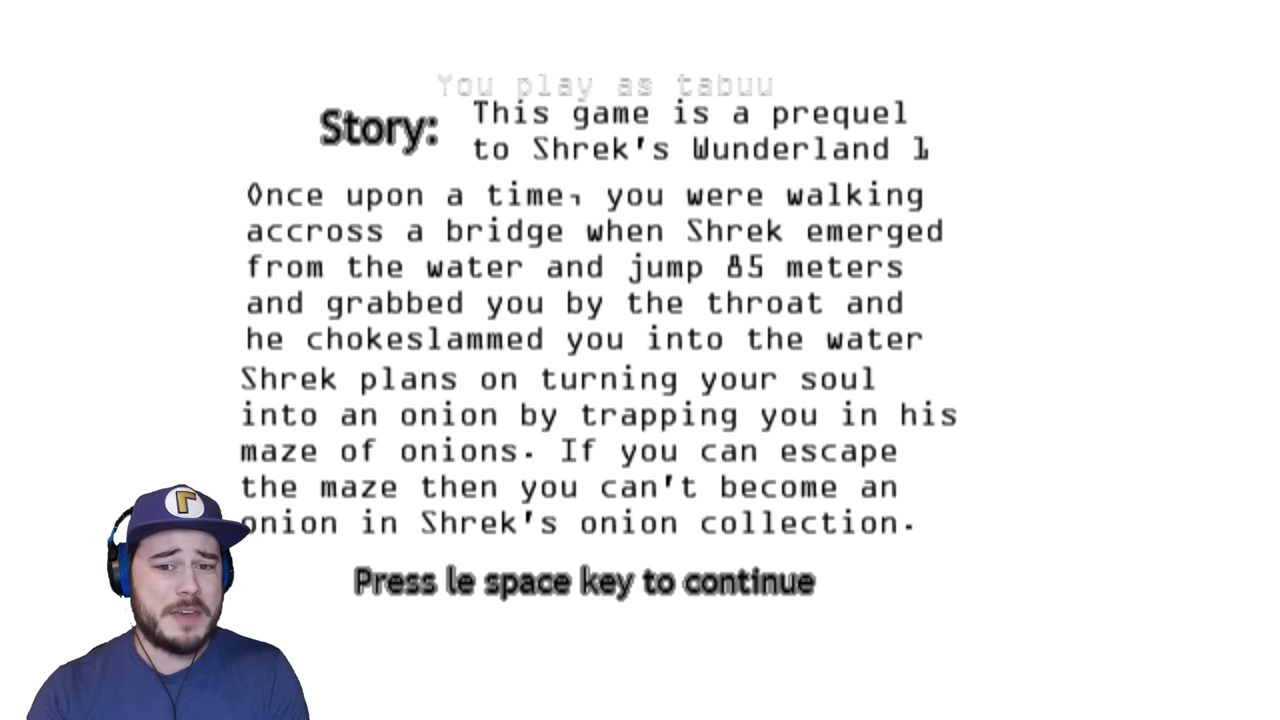 You play as tabuu
Story:
This game is a prequel
to Shrek's Wunderland 1
Once upon a time, you were walking
accross a bridge when Shrek emerged
from the water and jump 85 meters
and grabbed you by the throat and
he chokeslammed you into the water
Shrek plans on turning your soul
into an onion by trapping you in his
maze of onions. If you can escape
the maze then you can't become an
onion in Shrek's onion collection.
Press le space key to continue